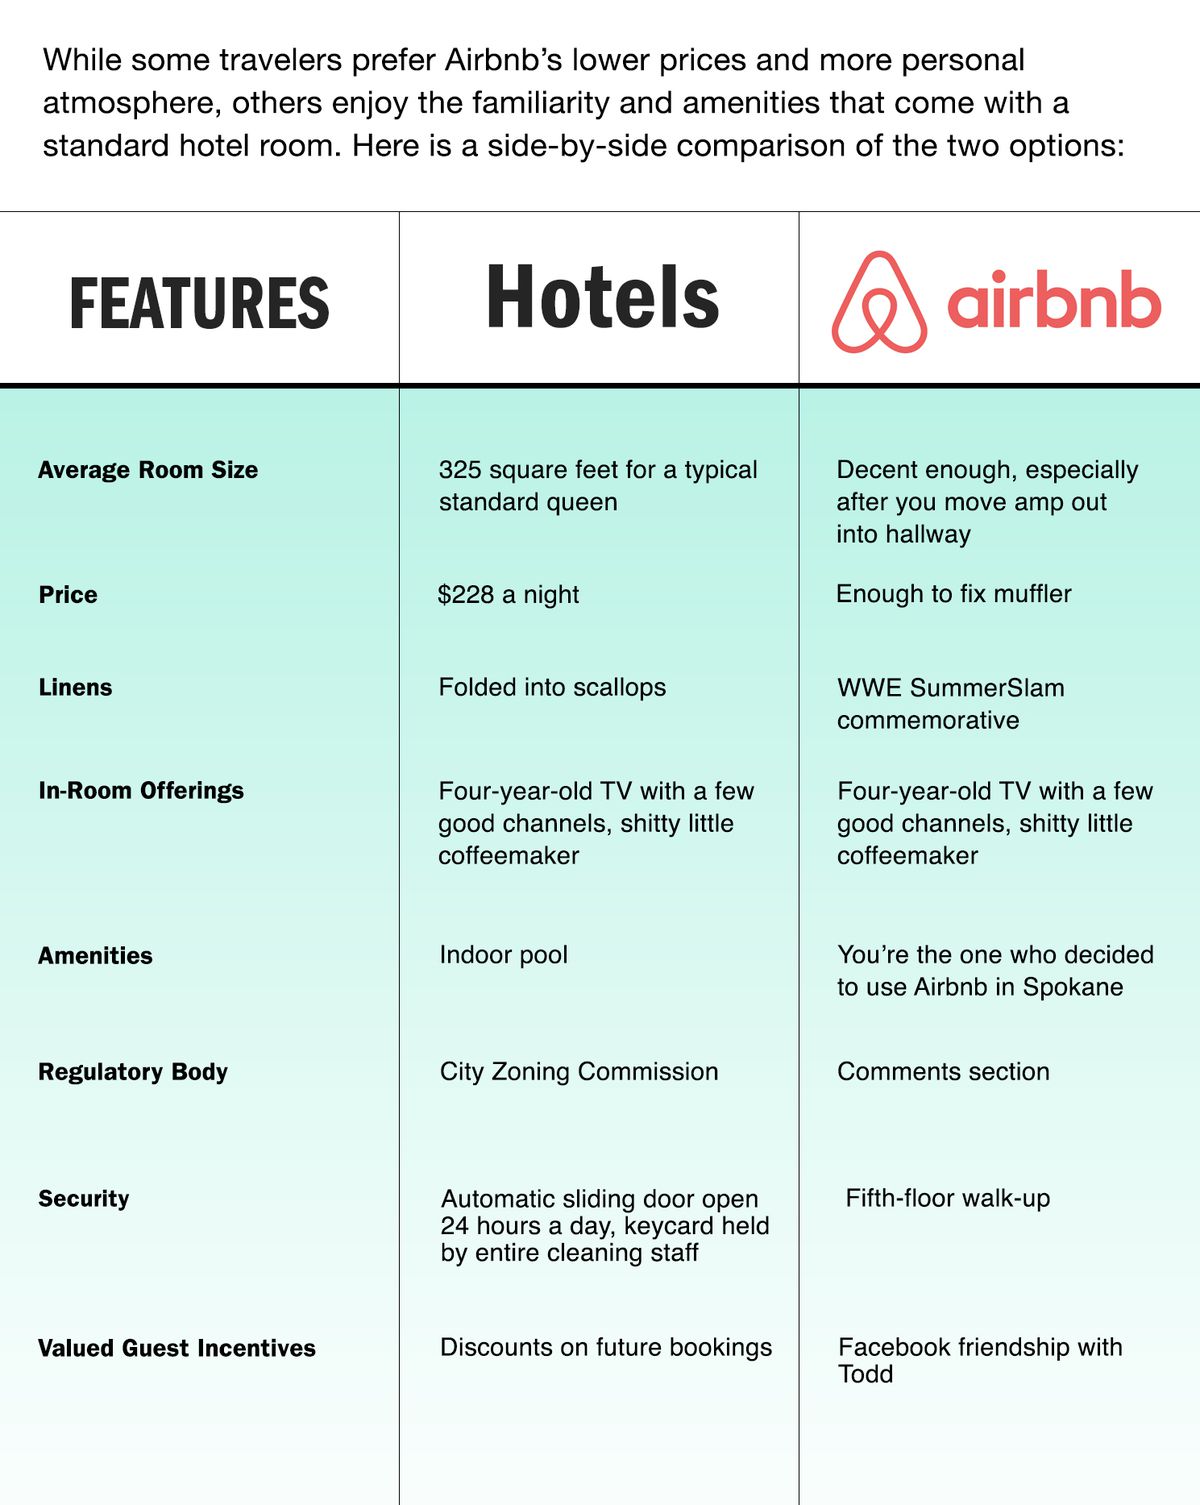 While some travelers prefer Airbnb’s lower prices and more personal
atmosphere, others enjoy the familiarity and amenities that come with a
standard hotel room. Here is a side-by-side comparison of the two options:
FEATURES
Hotels
airbnb
Average Room Size
325 square feet for a typical
standard queen
Decent enough, especially
after you move amp out
into hallway
Price
$228 a night
Enough to fix muffler
Linens
Folded into scallops
WWE SummerSlam
commemorative
In-Room Offerings
Four-year-old TV with a few
good channels, shitty little
coffeemaker
Four-year-old TV with a few
good channels, shitty little
coffeemaker
Amenities
Indoor pool
You’re the one who decided
to use Airbnb in Spokane
Regulatory Body
City Zoning Commission
Comments section
Security
Automatic sliding door open
24 hours a day, keycard held
by entire cleaning staff
Fifth-floor walk-up
Valued Guest Incentives
Discounts on future bookings
Facebook friendship with
Todd